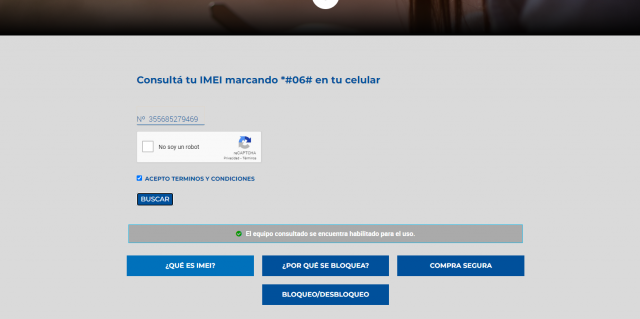 Consultá tu IMEI marcando *#06# en tu celular
Nº 355685279469
No soy un robot
reCAPTCHA
Privacidad - Términos
ACEPTO TERMINOS Y CONDICIONES
BUSCAR
El equipo consultado se encuentra habilitado para el uso.
¿QUÉ ES IMEI?
¿POR QUÉ SE BLOQUEA?
COMPRA SEGURA
BLOQUEO/DESBLOQUEO